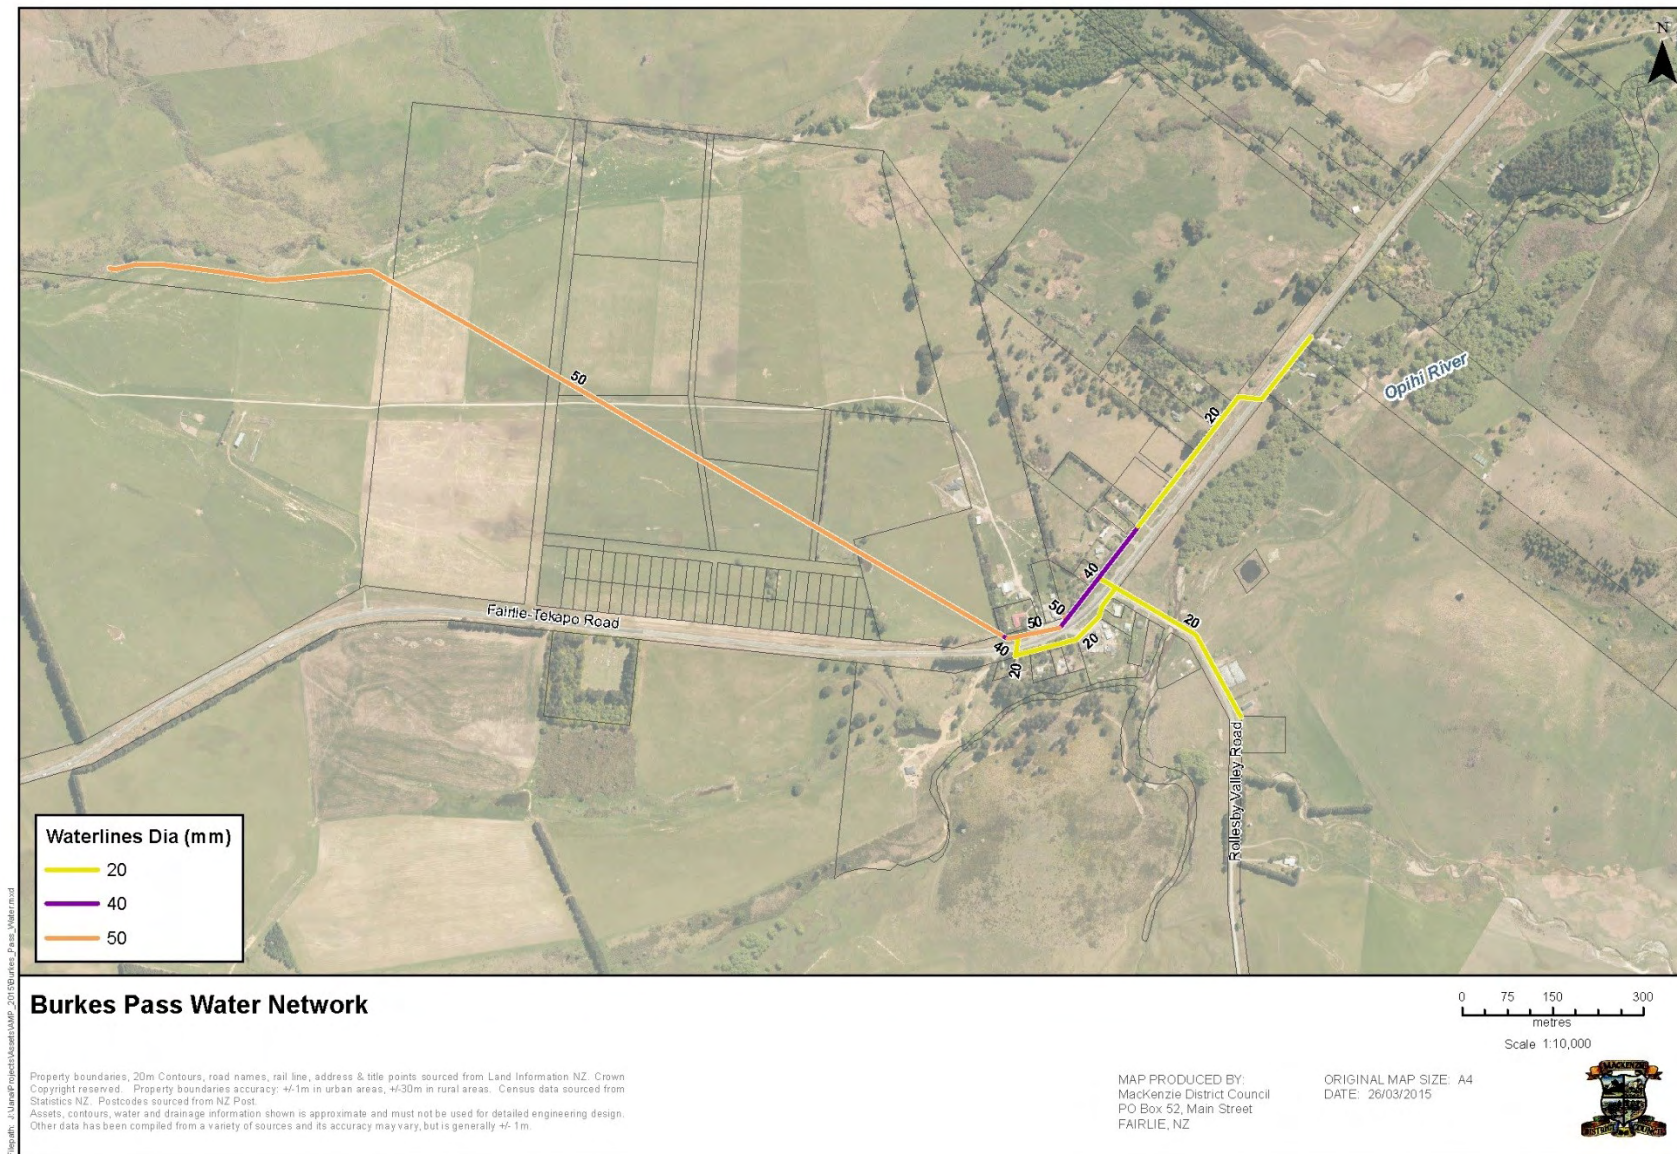 N
50
20
Opihi River
40
50
50
20
Fairlie-Tekapo Road
40
20
20
Rollesby Valley Road
Waterlines Dia (mm)
20
40
50
Burkes Pass Water Network
0 75 150 300
metres
Scale 1:10,000
Property boundaries, 20m Contours, road names, rail line, address & title points sourced from Land Information NZ. Crown
Copyright reserved. Property boundaries accuracy: +/-1m in urban areas, +/-30m in rural areas. Census data sourced from
Statistics NZ. Postcodes sourced from NZ Post.
Assets, contours, water and drainage information shown is approximate and must not be used for detailed engineering design.
Other data has been compiled from a variety of sources and its accuracy may vary, but is generally +/- 1m.
MAP PRODUCED BY:
MacKenzie District Council
PO Box 52, Main Street
FAIRLIE, NZ
ORIGINAL MAP SIZE: A4
DATE: 26/03/2015
MACKENZIE
DISTRICT COUNCIL